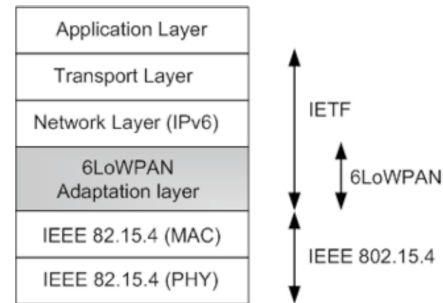 Application Layer
Transport Layer
Network Layer (IPv6)
6LoWPAN
Adaptation layer
IEEE 82.15.4 (MAC)
IEEE 82.15.4 (PHY)
IETF
6LoWPAN
IEEE 802.15.4